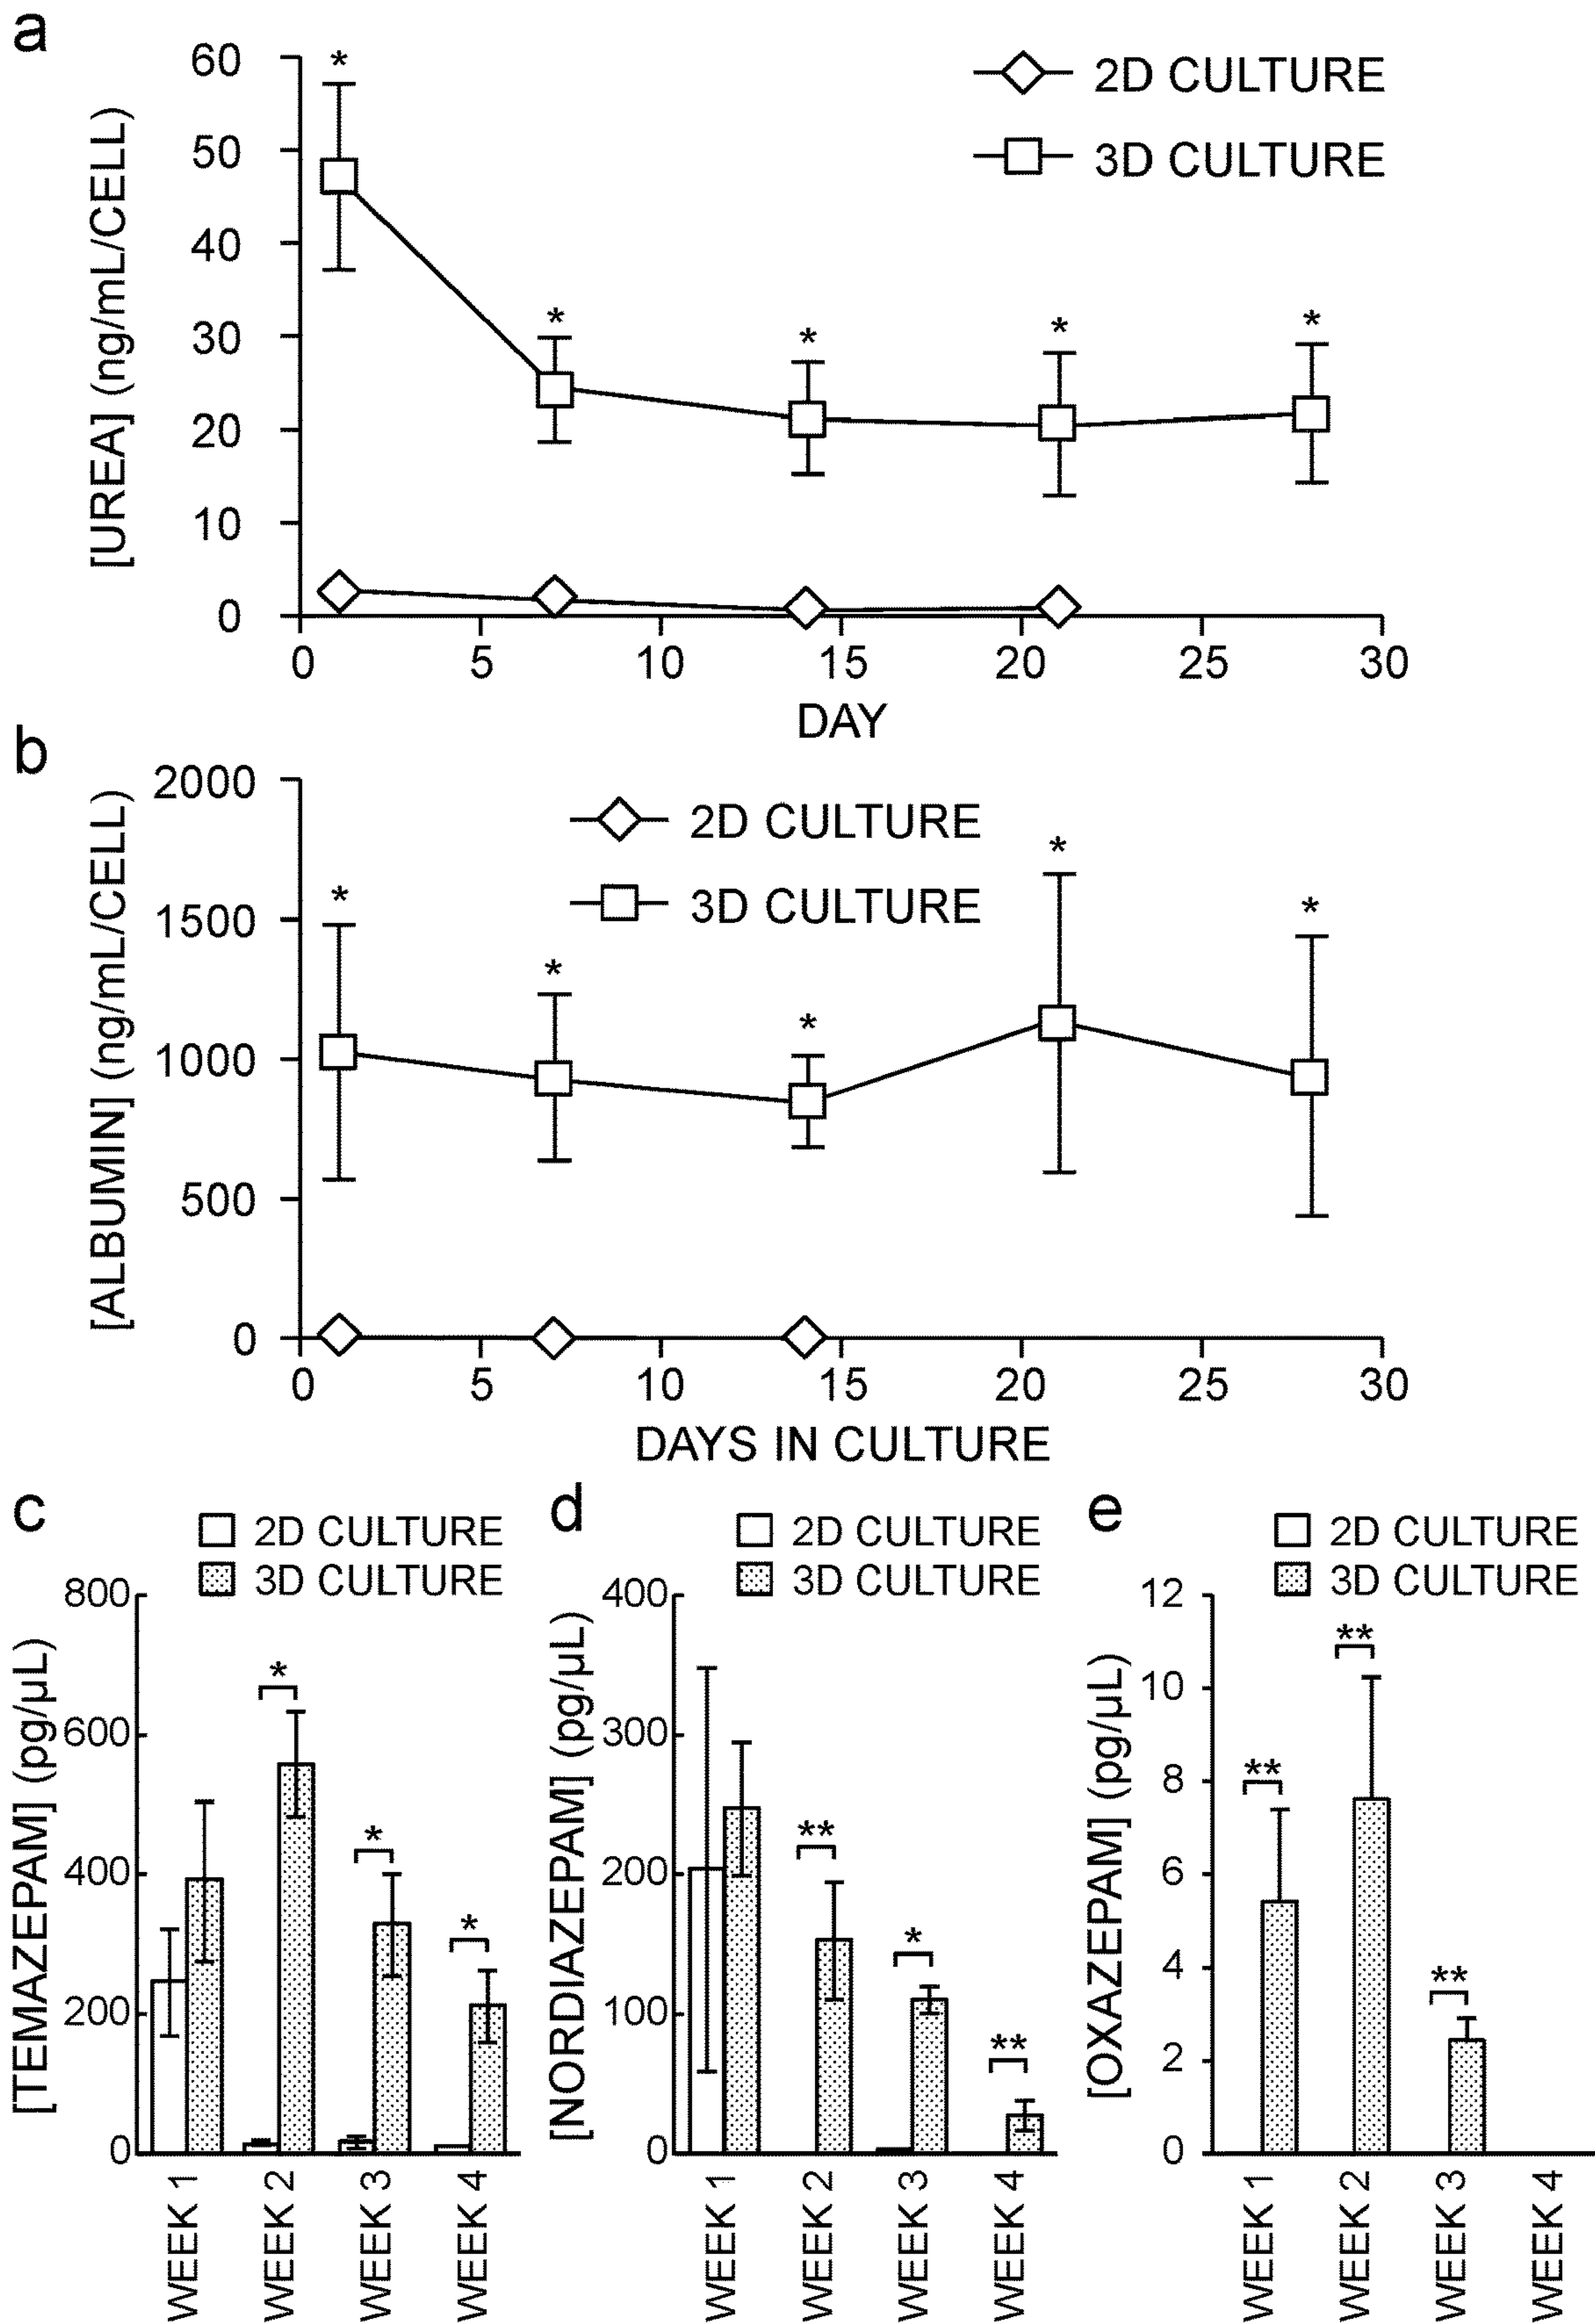 a
[UREA] (ng/mL/CELL)
60
50
40
30
20
10
0
* * * * *
2D CULTURE
3D CULTURE
0 5 10 15 20 25 30
DAY
b
[ALBUMIN] (ng/mL/CELL)
2000
1500
1000
500
0
2D CULTURE
3D CULTURE
* * * * *
0 5 10 15 20 25 30
DAYS IN CULTURE
c
2D CULTURE
3D CULTURE
[TEMAZEPAM] (pg/µL)
800
600
400
200
0
* * *
WEEK 1
WEEK 2
WEEK 3
WEEK 4
d
2D CULTURE
3D CULTURE
[NORDIAZEPAM] (pg/µL)
400
300
200
100
0
** * **
WEEK 1
WEEK 2
WEEK 3
WEEK 4
e
2D CULTURE
3D CULTURE
[OXAZEPAM] (pg/µL)
12
10
8
6
4
2
0
** ** **
WEEK 1
WEEK 2
WEEK 3
WEEK 4